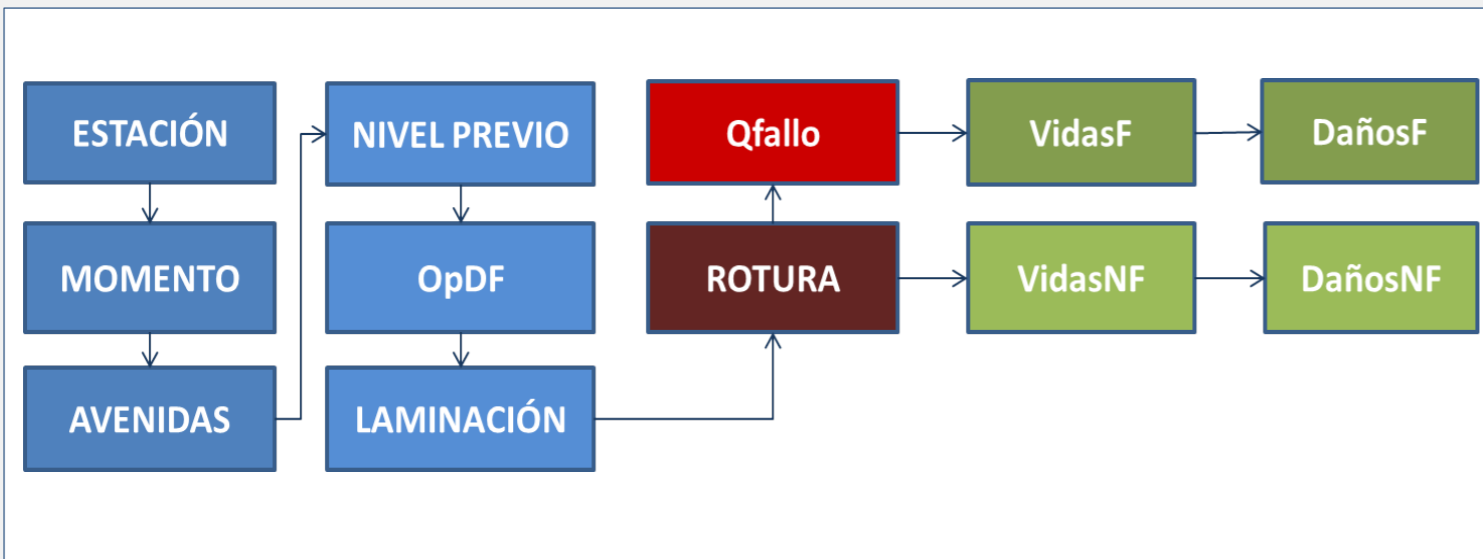 ESTACIÓN
MOMENTO
AVENIDAS
NIVEL PREVIO
OpDF
LAMINACIÓN
Qfallo
ROTURA
VidasF
DañosF
VidasNF
DañosNF